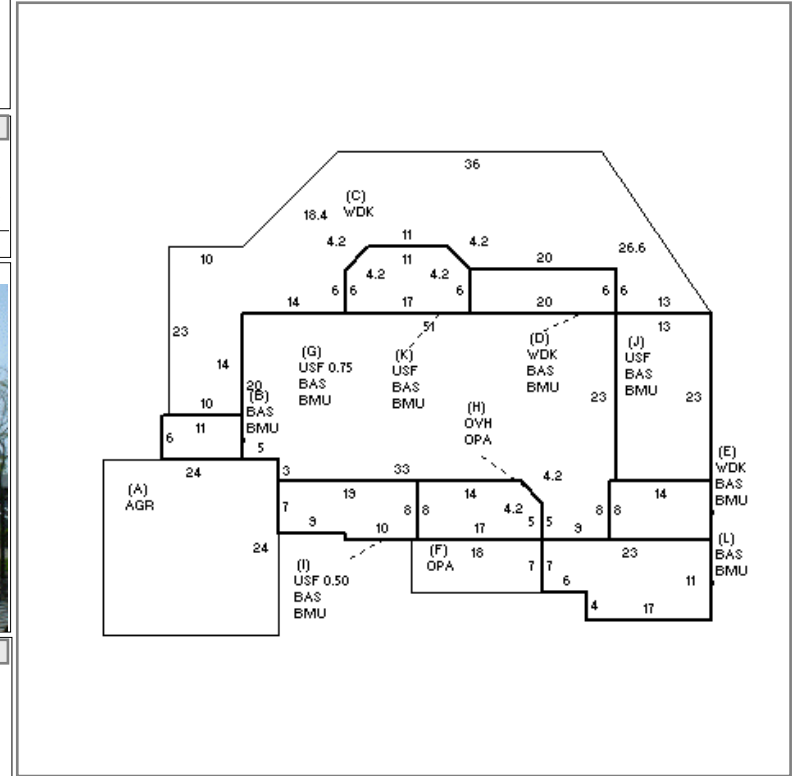 36
(C)
WDK
18.4
4.2
11
4.2
26.6
10
11
20
4.2
4.2
6
6
6
6
6
14
17
20
13
23
51
13
14
(G)
USF 0.75
BAS
BMU
(K)
USF
BAS
BMU
(D)
WDK
BAS
BMU
(J)
USF
BAS
BMU
20
(B)
BAS
BMU
23
23
10
11
6
5
(H)
OVH
OPA
(E)
WDK
BAS
BMU
24
3
33
4.2
(A)
AGR
7
19
14
14
8
8
4.2
8
8
9
10
17
5
5
9
(L)
BAS
BMU
24
(I)
USF 0.50
BAS
BMU
(F)
OPA
18
7
7
23
6
11
4
17